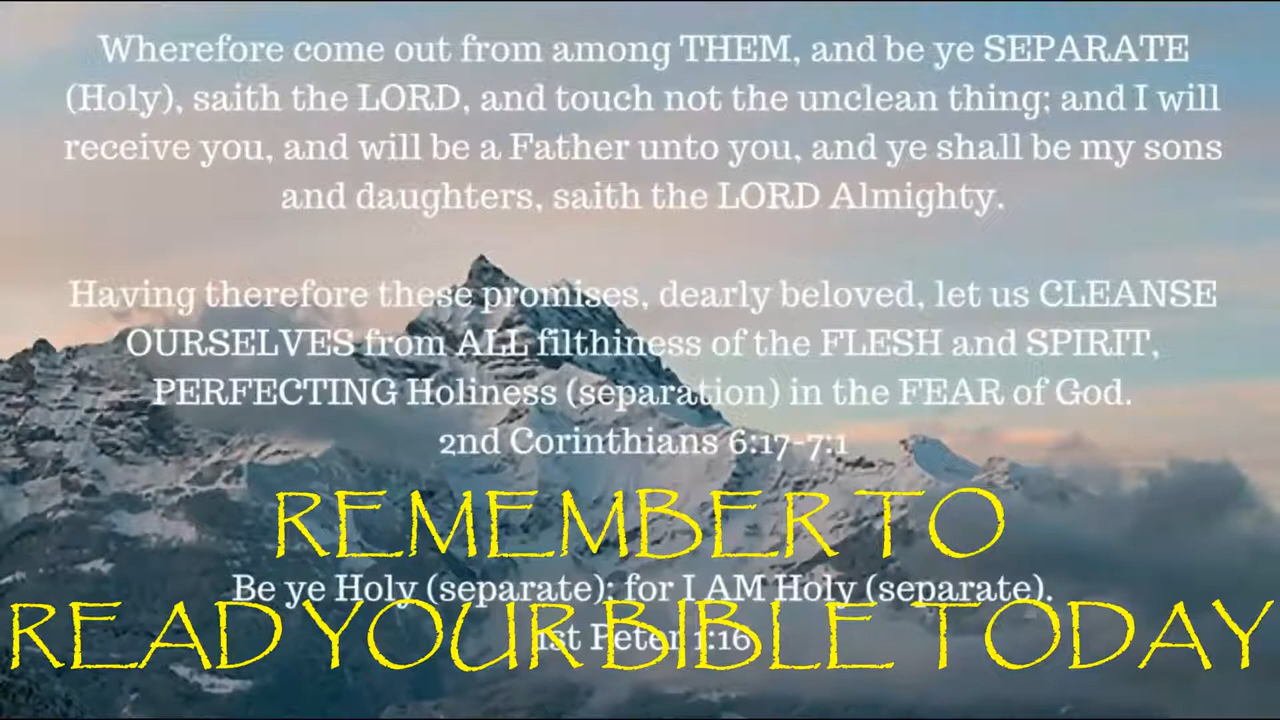 Wherefore come out from among THEM, and be ye SEPARATE
(Holy), saith the LORD, and touch not the unclean thing; and I will
receive you, and will be a Father unto you, and ye shall be my sons
and daughters, saith the LORD Almighty.
Having therefore these promises, dearly beloved, let us CLEANSE
OURSELVES from ALL filthiness of the FLESH and SPIRIT,
PERFECTING Holiness (separation) in the FEAR of God.
2nd Corinthians 6:17-7:1
REMEMBER TO
Be ye Holy (separate); for I AM Holy (separate).
READ YOUR BIBLE TODAY
1st Peter 1:16